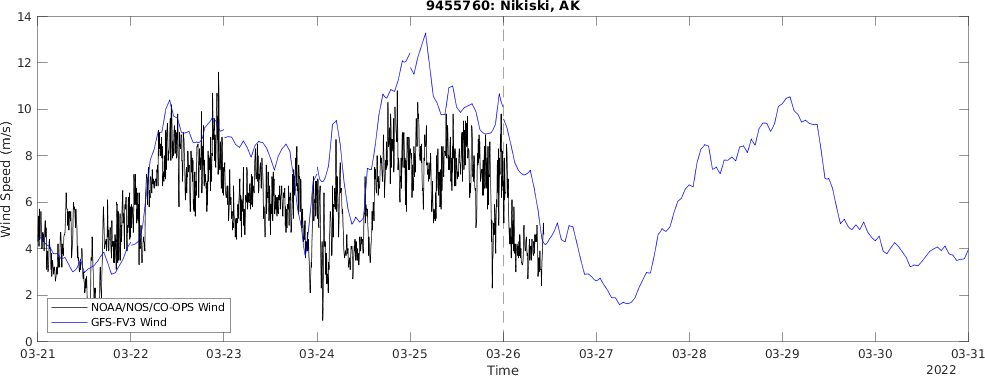 9455760: Nikiski, AK
14
12
10
8
6
4
2
0
Wind Speed (m/s)
NOAA/NOS/CO-OPS Wind
GFS-FV3 Wind
03-21 03-22 03-23 03-24 03-25 03-26 03-27 03-28 03-29 03-30 03-31
Time
2022